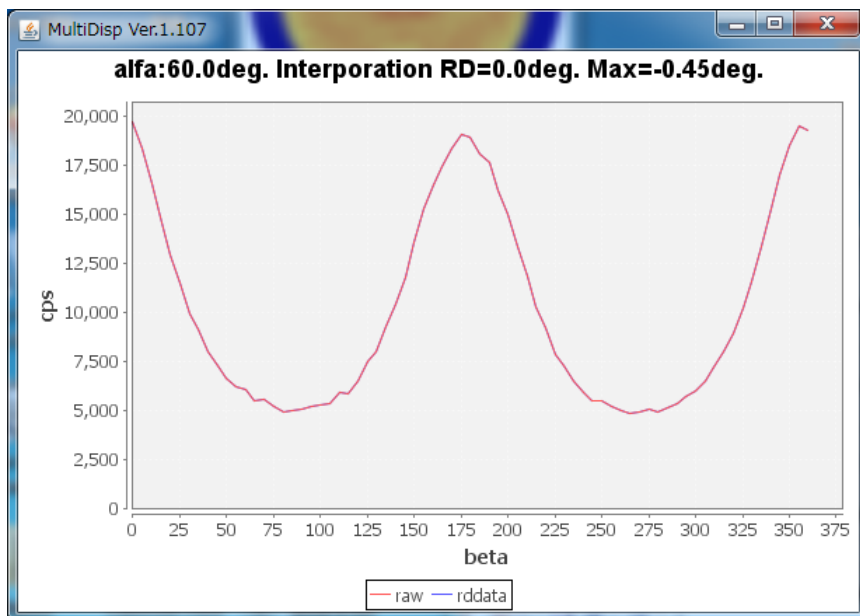 MultiDisp Ver.1.107
alfa:60.0deg. Interporation RD=0.0deg. Max=-0.45deg.
20,000
17,500
15,000
12,500
10,000
7,500
5,000
2,500
0
cps
0 25 50 75 100 125 150 175 200 225 250 275 300 325 350 375
beta
raw rddata